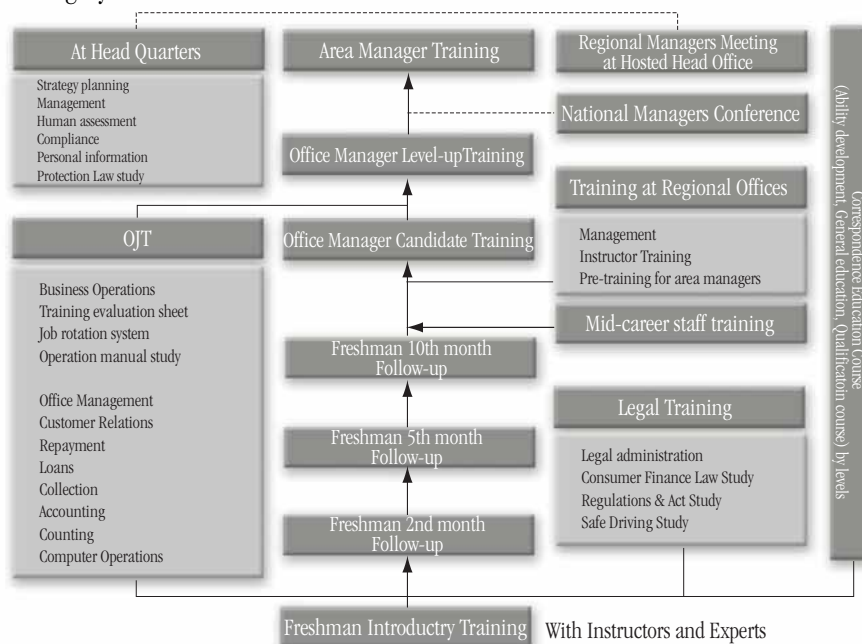 At Head Quarters
Strategy planning
Management
Human assessment
Compliance
Personal information
Protection Law study
OJT
Business Operations
Training evaluation sheet
Job rotation system
Operation manual study
Office Management
Customer Relations
Repayment
Loans
Collection
Accounting
Counting
Computer Operations
Area Manager Training
Office Manager Level-upTraining
Office Manager Candidate Training
Freshman 10th month
Follow-up
Freshman 5th month
Follow-up
Freshman 2nd month
Follow-up
Freshman Introductry Training
With Instructors and Experts
Regional Managers Meeting
at Hosted Head Office
National Managers Conference
Training at Regional Offices
Management
Instructor Training
Pre-training for area managers
Mid-career staff training
Legal Training
Legal administration
Consumer Finance Law Study
Regulations & Act Study
Safe Driving Study
Correspondence Education Course
(Ability development, General education, Qualificatoin course) by levels